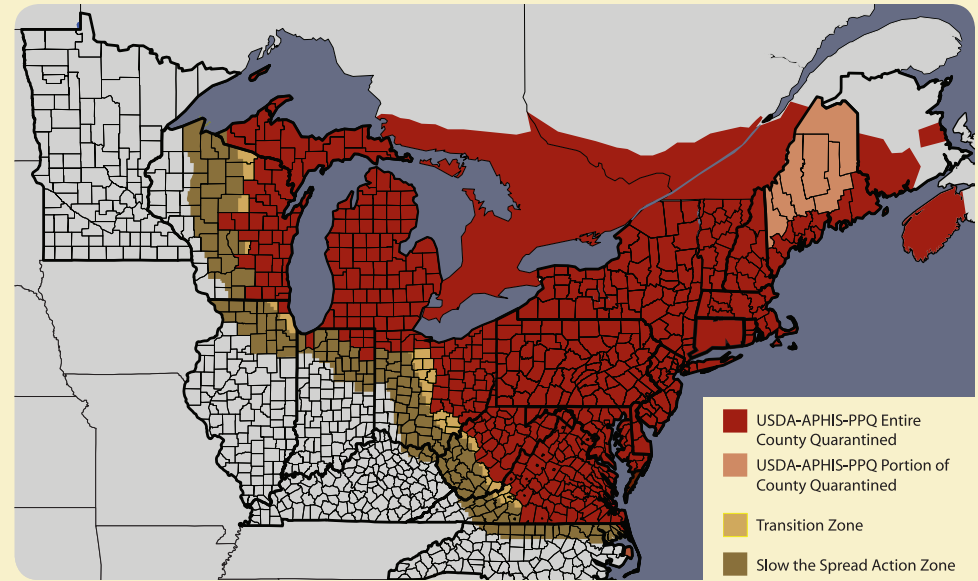 USDA-APHIS-PPQ Entire
County Quarantined
USDA-APHIS-PPQ Portion of
County Quarantined
Transition Zone
Slow the Spread Action Zone